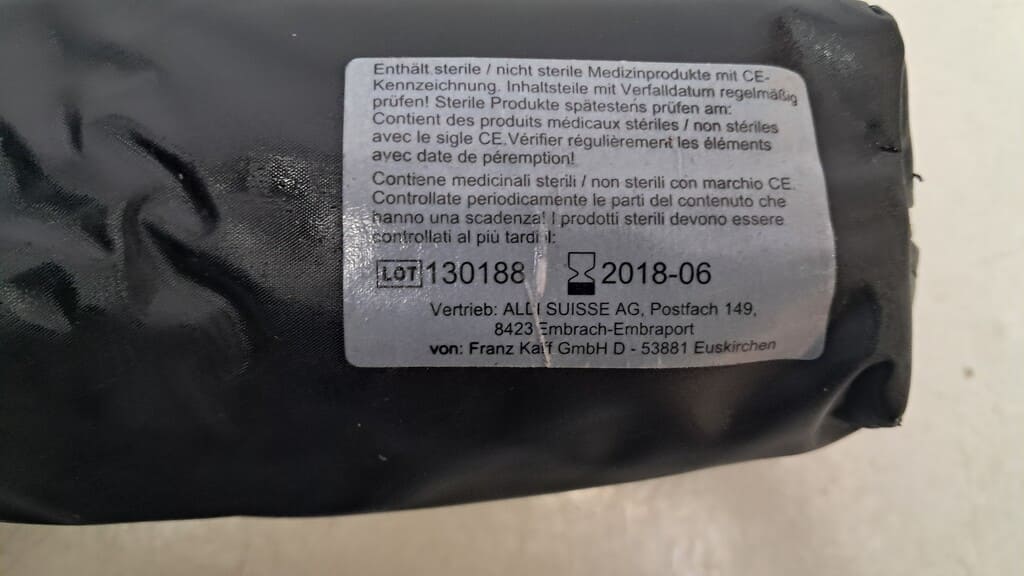 Enthält sterile / nicht sterile Medizinprodukte mit CE-
Kennzeichnung. Inhaltsteile mit Verfalldatum regelmäßig
prüfen! Sterile Produkte spätestens prüfen am:
Contient des produits médicaux stériles / non stériles
avec le sigle CE.Vérifier régulièrement les éléments
avec date de péremption!
Contiene medicinali sterili / non sterili con marchio CE.
Controllate periodicamente le parti del contenuto che
hanno una scadenza! I prodotti sterili devono essere
controllati al più tardi
LOT 130188 2018-06
Vertrieb: SUISSE AG, Postfach 149,
8423 Embrach-Embraport
von: Franz Kaff GmbH D - 53881 Euskirchen